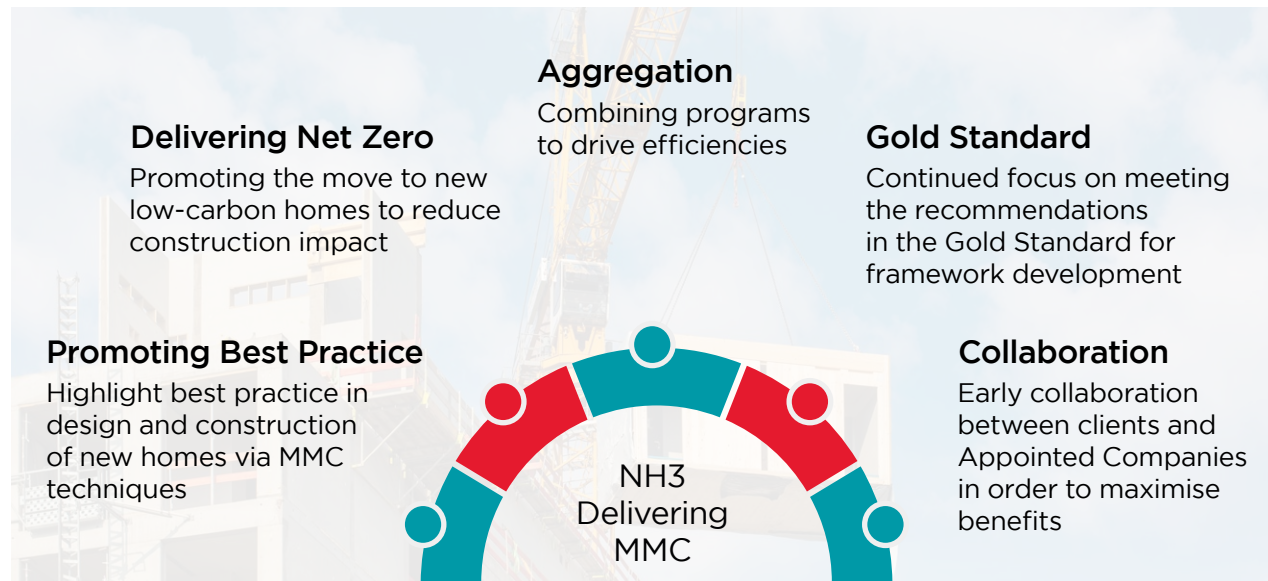 Promoting Best Practice
Highlight best practice in
design and construction
of new homes via MMC
techniques
Delivering Net Zero
Promoting the move to new
low-carbon homes to reduce
construction impact
Aggregation
Combining programs
to drive efficiencies
Gold Standard
Continued focus on meeting
the recommendations
in the Gold Standard for
framework development
Collaboration
Early collaboration
between clients and
Appointed Companies
in order to maximise
benefits
NH3
Delivering
MMC